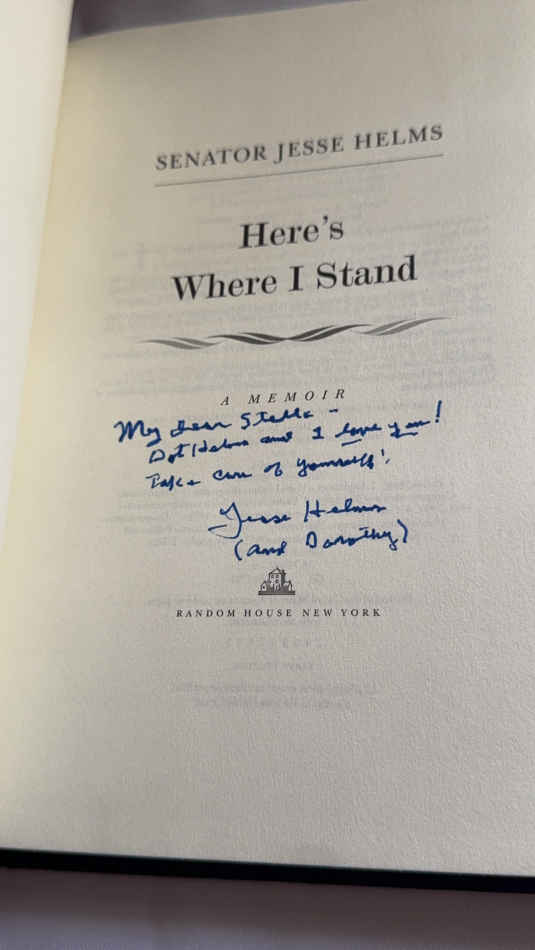 SENATOR JESSE HELMS
Here's
Where I Stand
A MEMOIR
My dear Stella -
Dot Helms and I love you!
Take care of yourself!
Jesse Helms
(and Dorothy)
RANDOM HOUSE NEW YORK